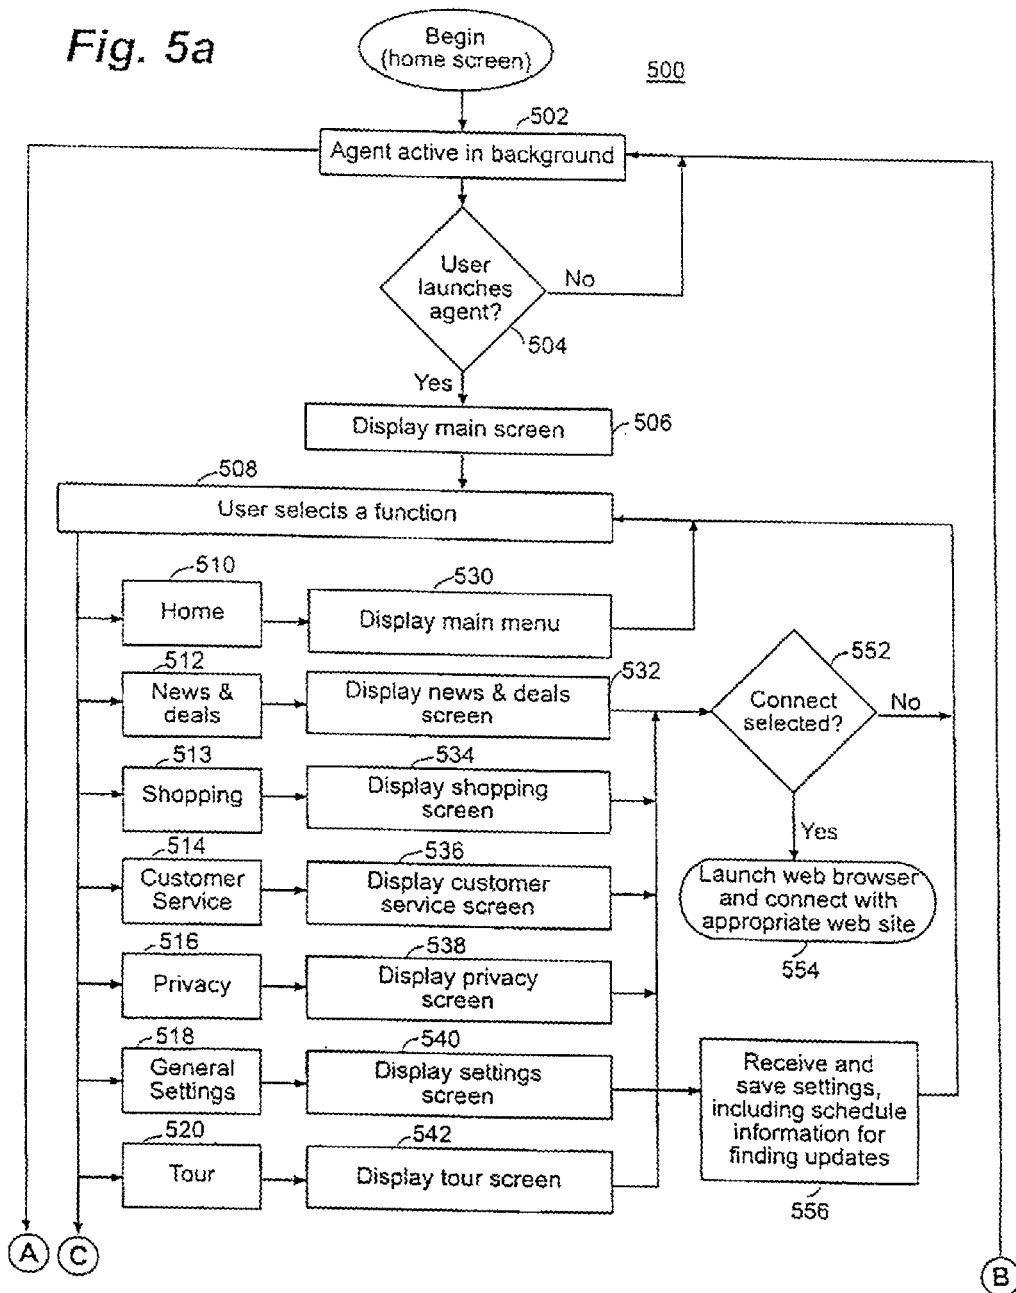 Fig. 5a
Begin
(home screen)
500
502
Agent active in background
User
launches
agent?
No
504
Yes
Display main screen
506
508
User selects a function
510
Home
530
Display main menu
512
News &
deals
Display news & deals
screen
532
552
Connect
selected?
No
513
Shopping
534
Display shopping
screen
Yes
514
Customer
Service
536
Display customer
service screen
Launch web browser
and connect with
appropriate web site
554
516
Privacy
538
Display privacy
screen
518
General
Settings
540
Display settings
screen
Receive and
save settings,
including schedule
information for
finding updates
556
520
Tour
542
Display tour screen
A
C
B